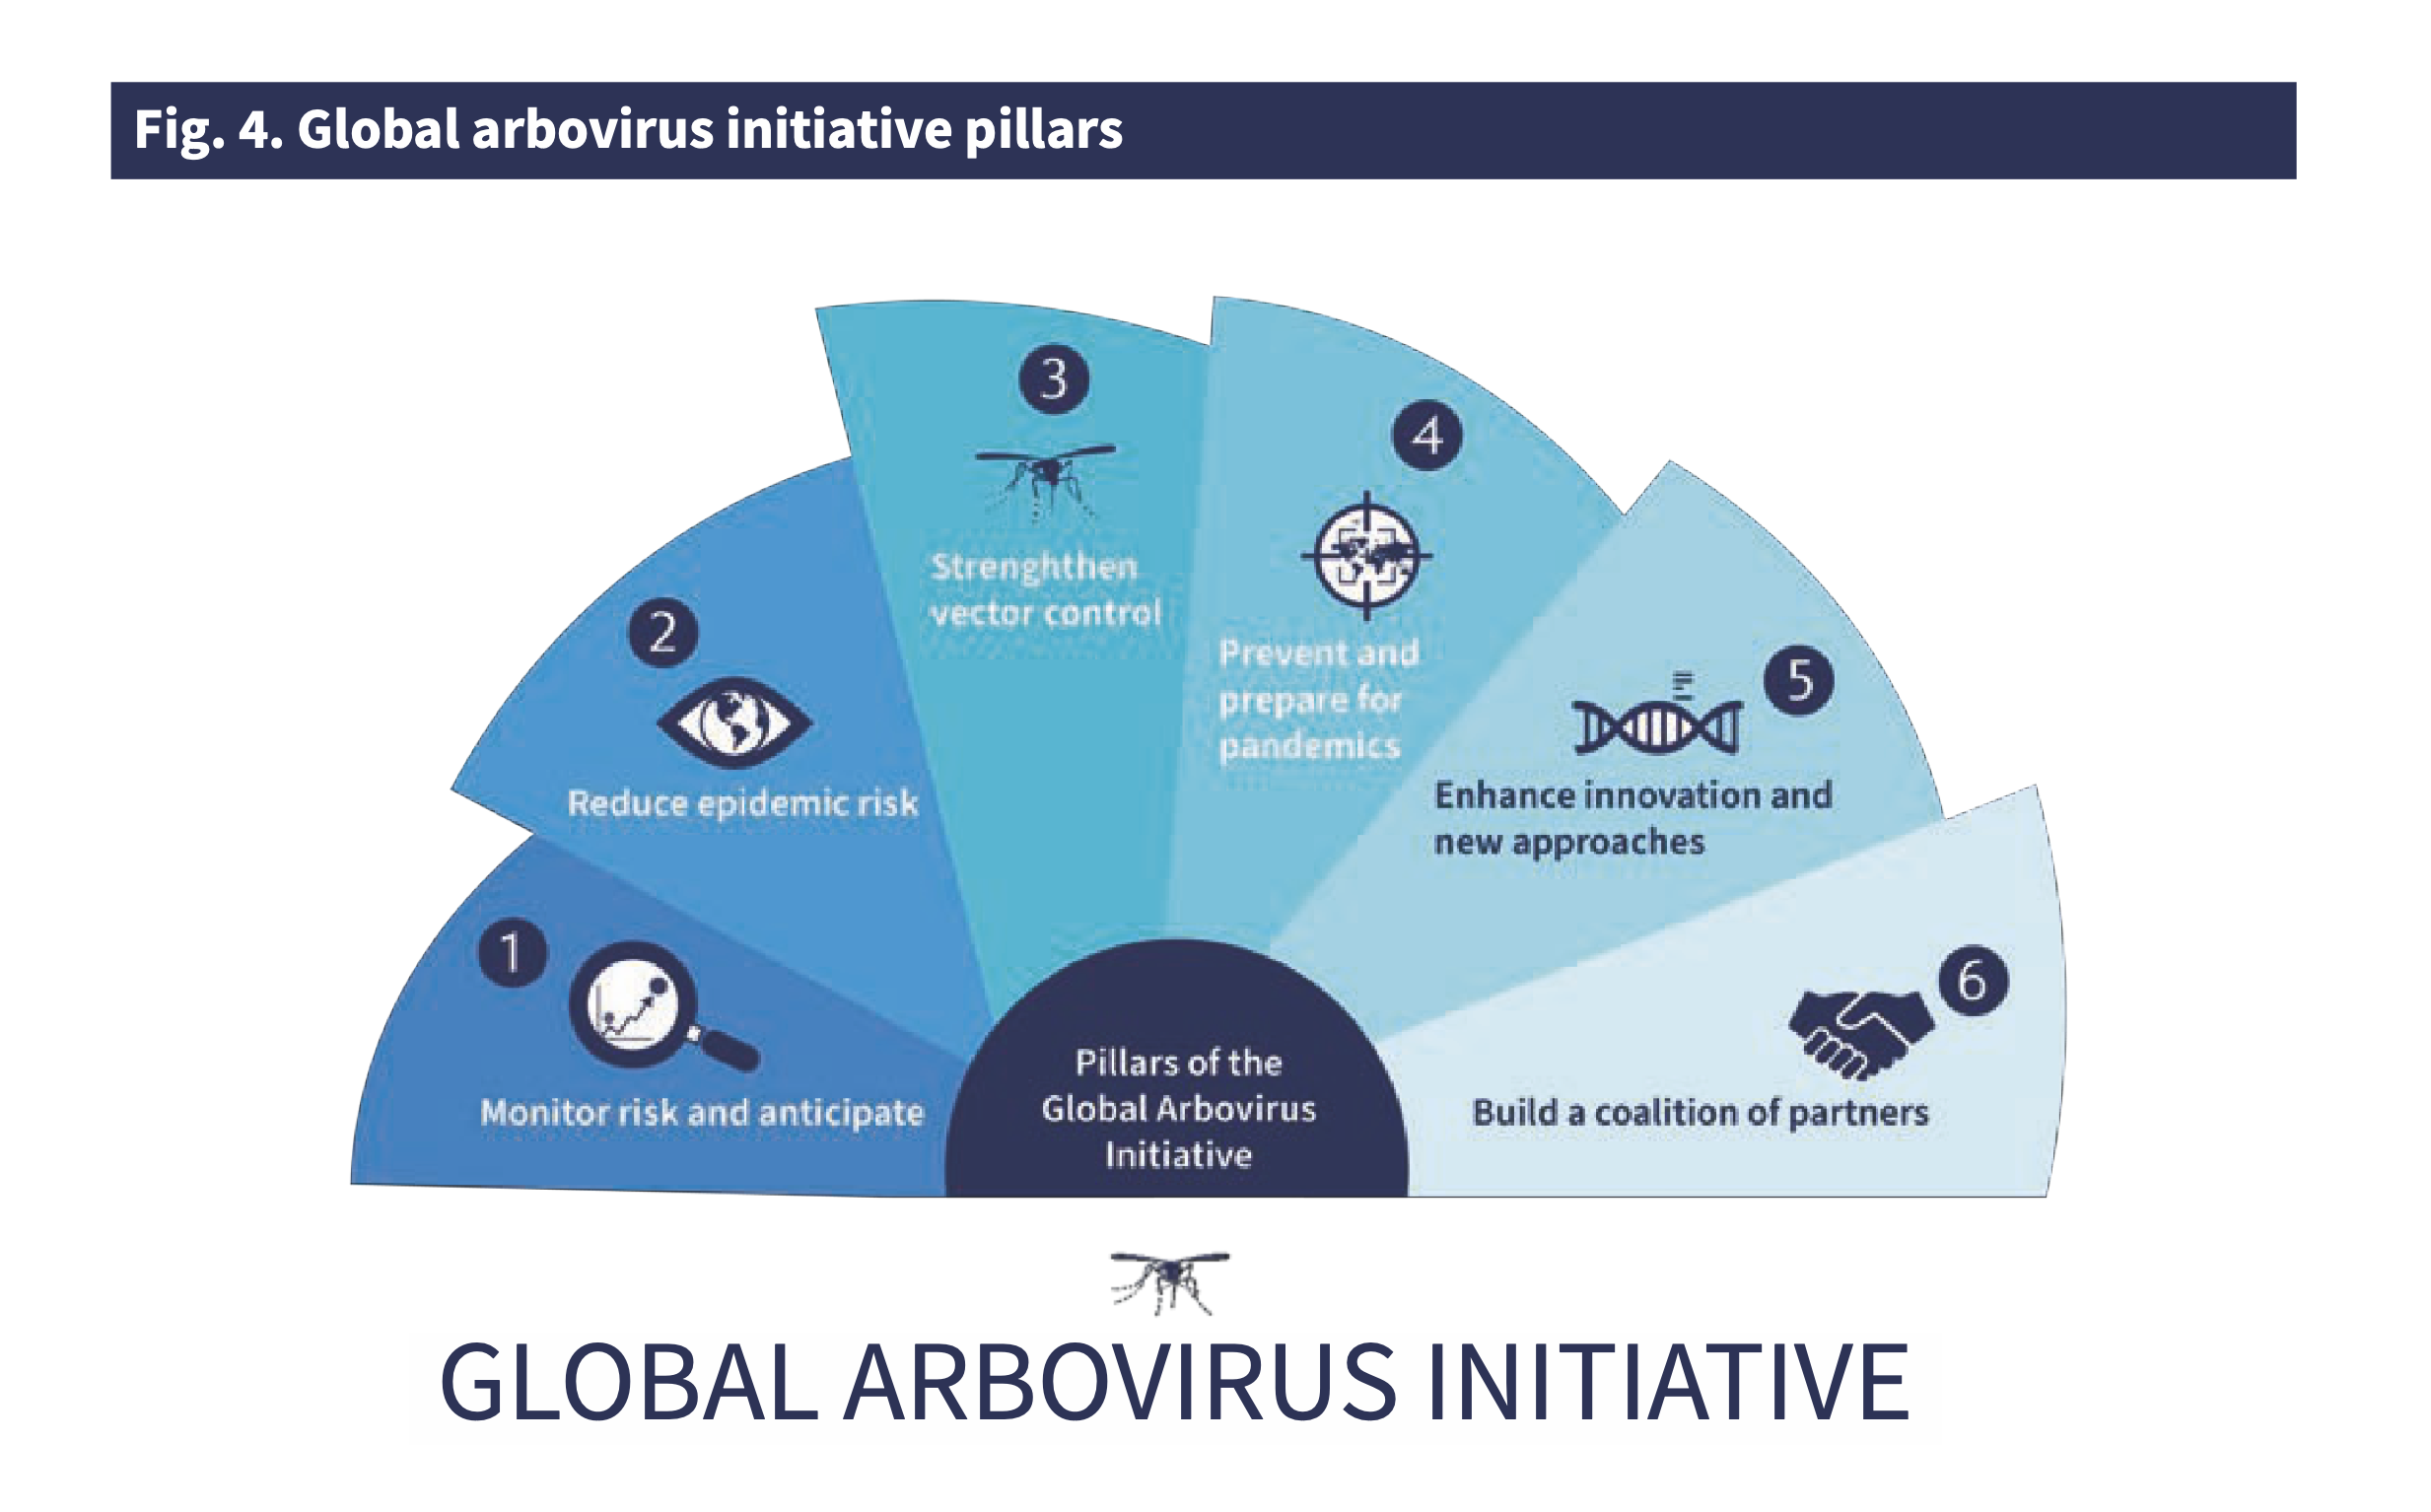 Fig. 4. Global arbovirus initiative pillars
1
Monitor risk and anticipate
2
Reduce epidemic risk
3
Strenghthen
vector control
4
Prevent and
prepare for
pandemics
5
Enhance innovation and
new approaches
6
Build a coalition of partners
Pillars of the
Global Arbovirus
Initiative
GLOBAL ARBOVIRUS INITIATIVE